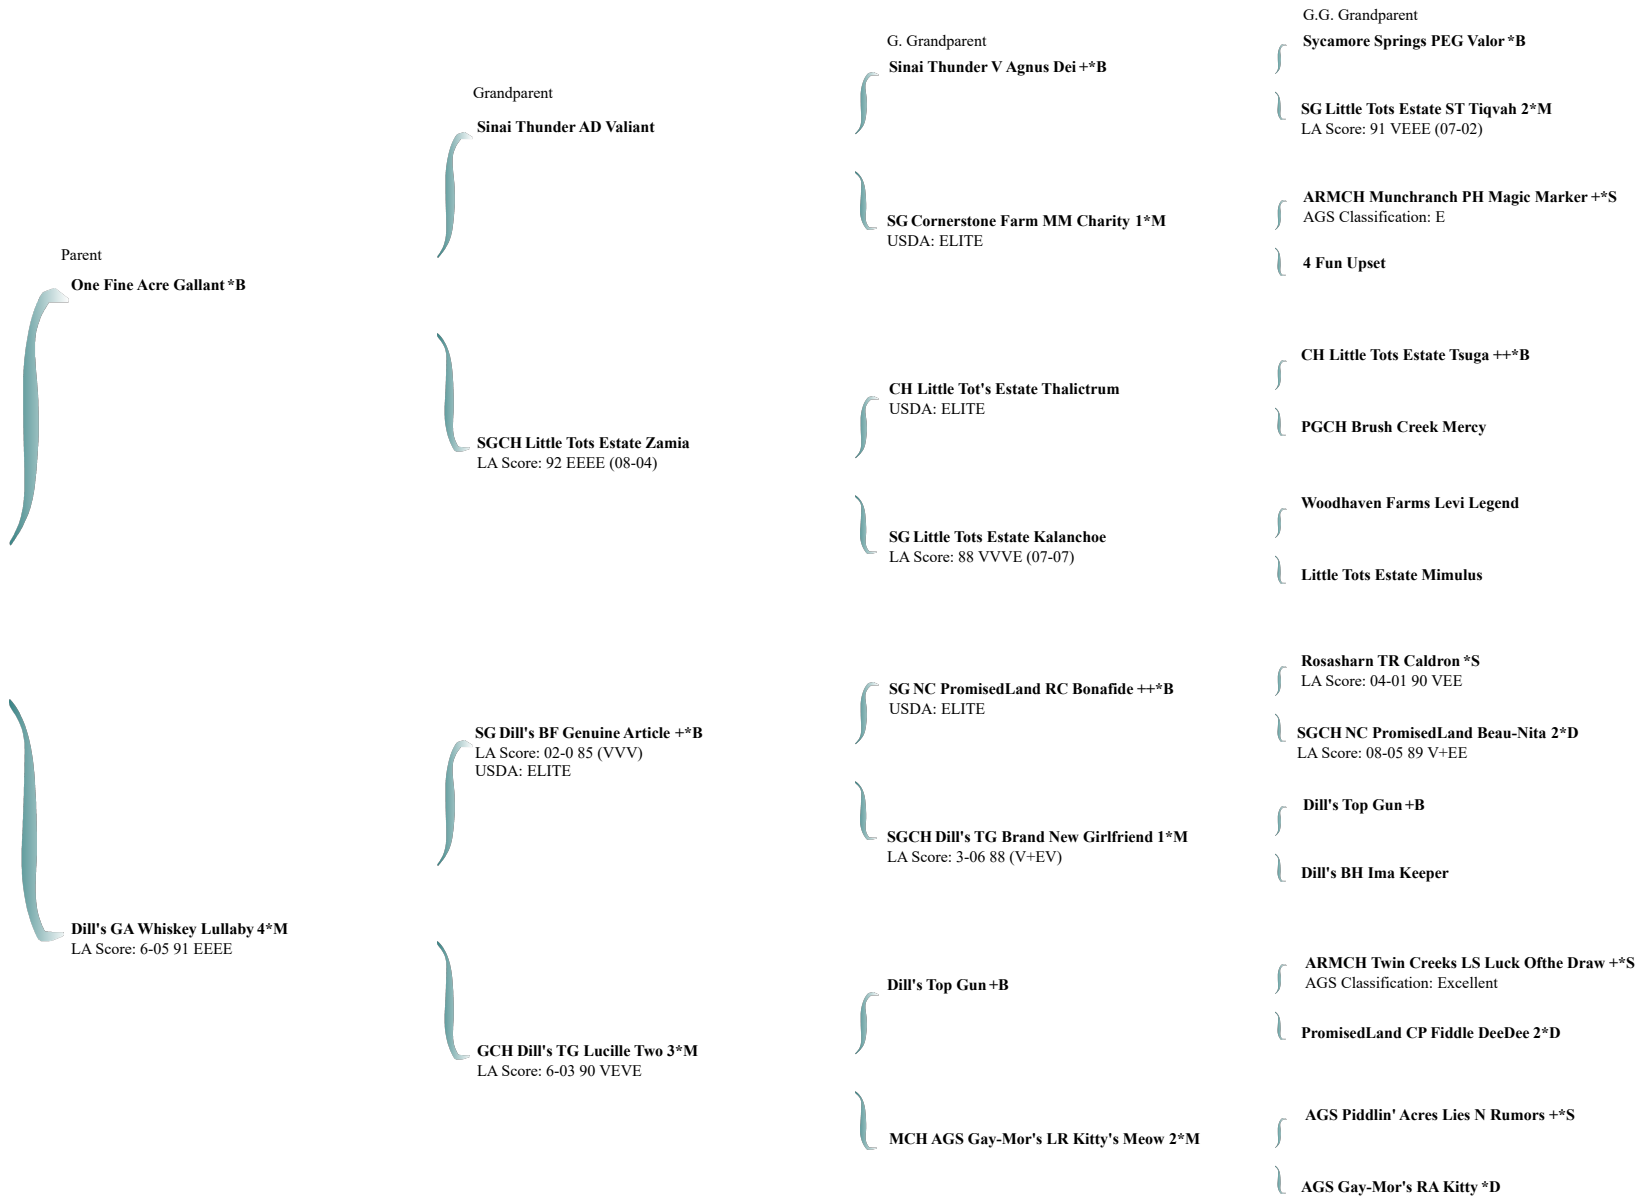 Parent
One Fine Acre Gallant *B
Dill's GA Whiskey Lullaby 4*M
LA Score: 6-05 91 EEEE
Grandparent
Sinai Thunder AD Valiant
SGCH Little Tots Estate Zamia
LA Score: 92 EEEE (08-04)
SG Dill's BF Genuine Article +*B
LA Score: 02-0 85 (VVV)
USDA: ELITE
GCH Dill's TG Lucille Two 3*M
LA Score: 6-03 90 VEVE
G. Grandparent
Sinai Thunder V Agnus Dei +*B
SG Cornerstone Farm MM Charity 1*M
USDA: ELITE
CH Little Tot's Estate Thalictrum
USDA: ELITE
SG Little Tots Estate Kalanchoe
LA Score: 88 VVVE (07-07)
SG NC PromisedLand RC Bonafide ++*B
USDA: ELITE
SGCH Dill's TG Brand New Girlfriend 1*M
LA Score: 3-06 88 (V+EV)
Dill's Top Gun +B
MCH AGS Gay-Mor's LR Kitty's Meow 2*M
G.G. Grandparent
Sycamore Springs PEG Valor *B
SG Little Tots Estate ST Tiqvah 2*M
LA Score: 91 VEEE (07-02)
ARMCH Munchranch PH Magic Marker +*S
AGS Classification: E
4 Fun Upset
CH Little Tots Estate Tsuga ++*B
PGCH Brush Creek Mercy
Woodhaven Farms Levi Legend
Little Tots Estate Mimulus
Rosasharn TR Caldron *S
LA Score: 04-01 90 VEE
SGCH NC PromisedLand Beau-Nita 2*D
LA Score: 08-05 89 V+EE
Dill's Top Gun +B
Dill's BH Ima Keeper
ARMCH Twin Creeks LS Luck Ofthe Draw +*S
AGS Classification: Excellent
PromisedLand CP Fiddle DeeDee 2*D
AGS Piddlin' Acres Lies N Rumors +*S
AGS Gay-Mor's RA Kitty *D